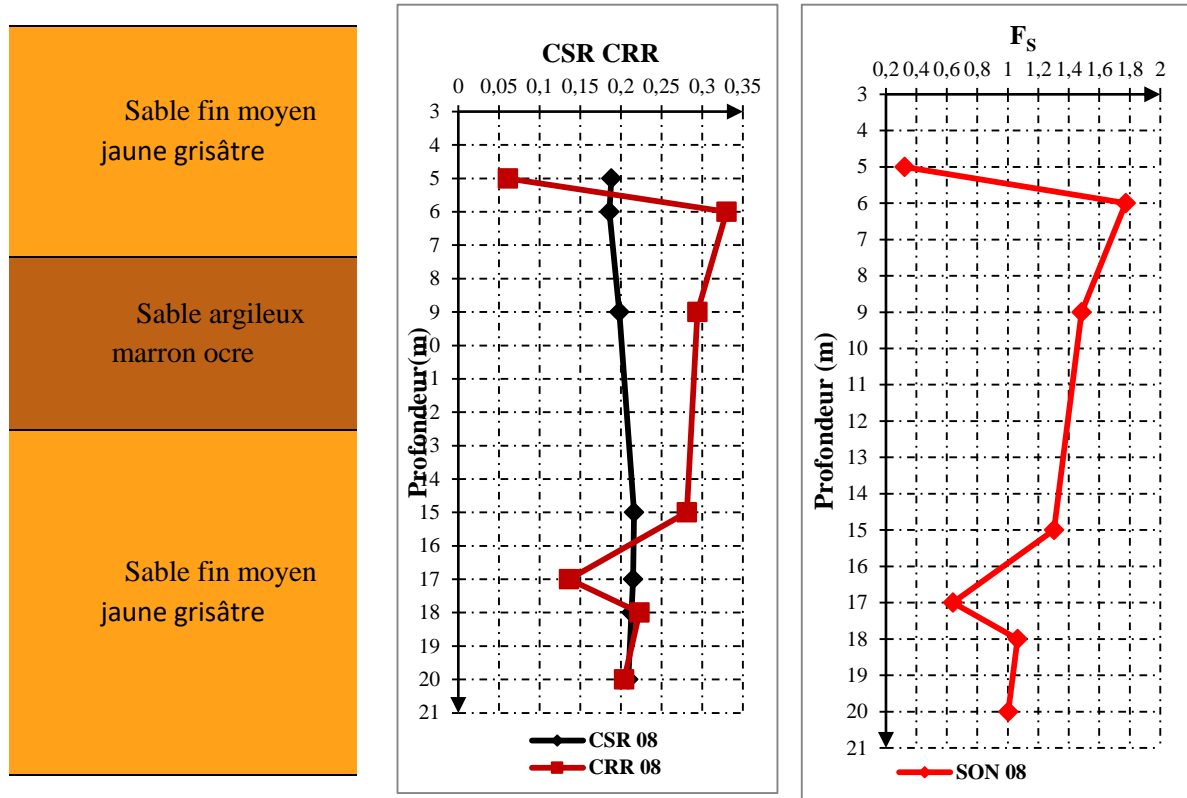 Sable fin moyen
jaune grisâtre
Sable argileux
marron ocre
Sable fin moyen
jaune grisâtre
CSR CRR
0 0,05 0,1 0,15 0,2 0,25 0,3 0,35
3
4
5
6
7
8
9
10
11
12
13
14
15
16
17
18
19
20
21
Profondeur(m)
CSR 08
CRR 08
FS
0,2 0,4 0,6 0,8 1 1,2 1,4 1,6 1,8 2
3
4
5
6
7
8
9
10
11
12
13
14
15
16
17
18
19
20
21
Profondeur (m)
SON 08